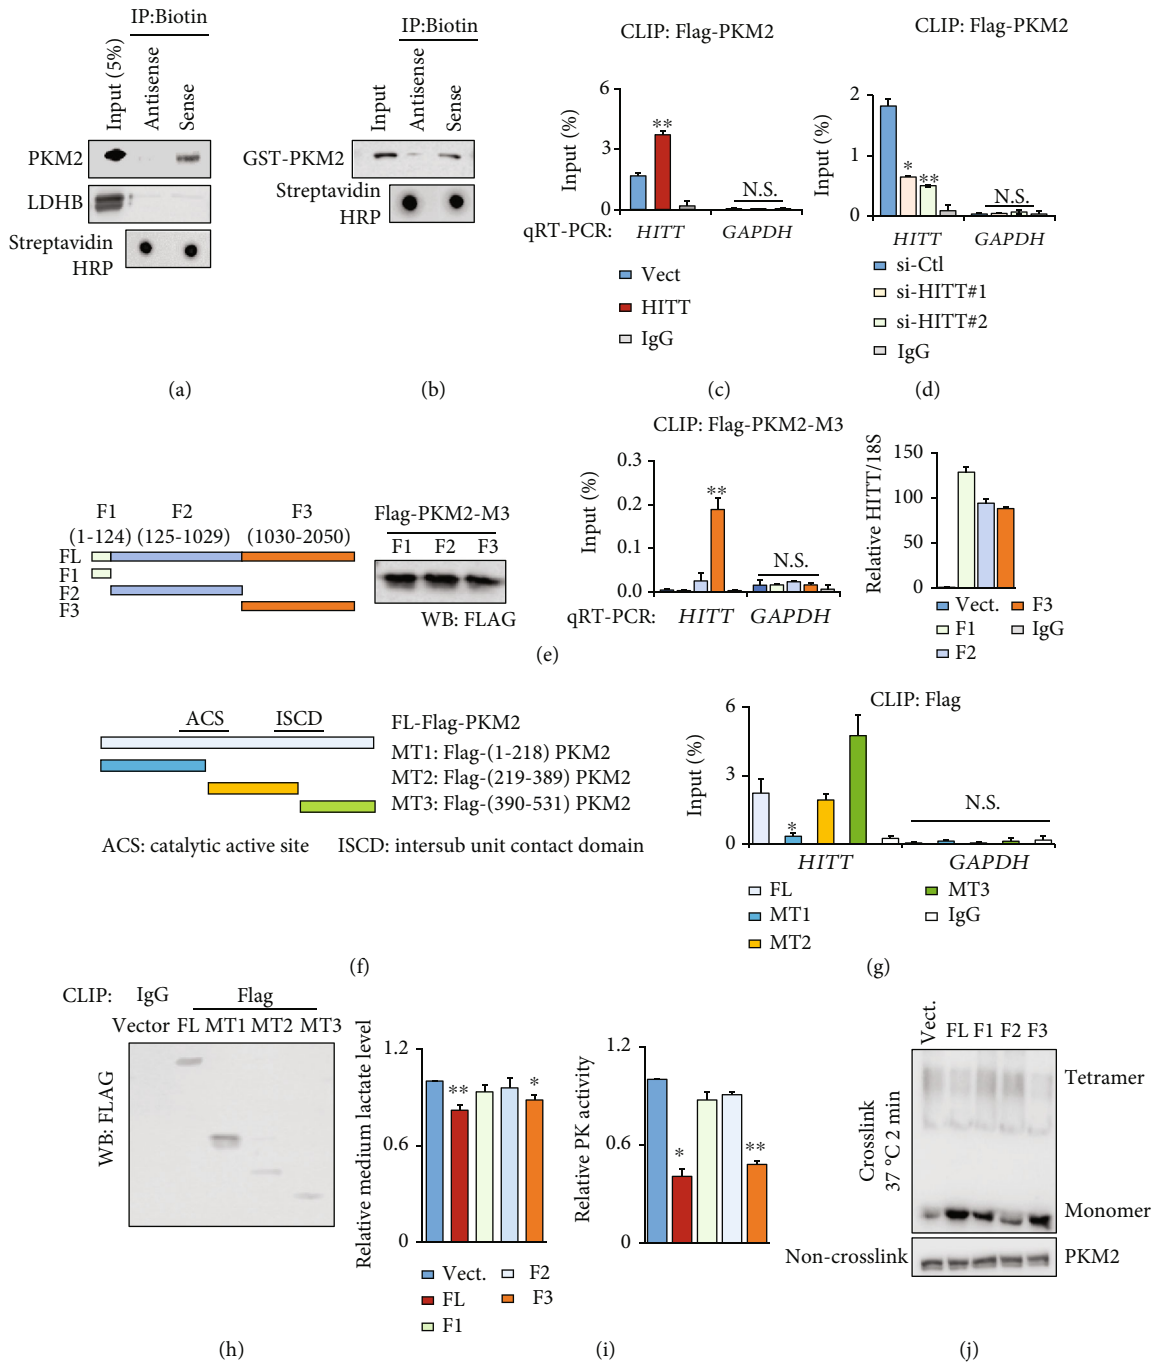 IP:Biotin
Input (5%)
Antisense
Sense
PKM2
LDHB
Streptavidin
HRP
(a)
IP:Biotin
Input
Antisense
Sense
GST-PKM2
Streptavidin
HRP
(b)
CLIP: Flag-PKM2
Input (%)
6
3
0
**
N.S.
qRT-PCR: HITT GAPDH
Vect
HITT
IgG
(c)
CLIP: Flag-PKM2
Input (%)
2
1
0
*
**
N.S.
HITT GAPDH
si-Ctl
si-HITT#1
si-HITT#2
IgG
(d)
F1 F2 F3
(1-124) (125-1029) (1030-2050)
FL
F1
F2
F3
Flag-PKM2-M3
F1 F2 F3
WB: FLAG
CLIP: Flag-PKM2-M3
Input (%)
0.3
0.2
0.1
0.0
**
N.S.
qRT-PCR: HITT GAPDH
Relative HITT/18S
150
100
50
0
Vect. F3
F1 IgG
F2
(e)
ACS ISCD
FL-Flag-PKM2
MT1: Flag-(1-218) PKM2
MT2: Flag-(219-389) PKM2
MT3: Flag-(390-531) PKM2
ACS: catalytic active site ISCD: intersub unit contact domain
(f)
CLIP: Flag
Input (%)
6
3
0
*
N.S.
HITT GAPDH
FL MT3
MT1 IgG
MT2
(g)
CLIP: IgG Flag
Vector FL MT1 MT2 MT3
WB: FLAG
(h)
Relative medium lactate level
1.2
0.6
0
**
*
Relative PK activity
1.2
0.6
0
*
**
Vect. F2
FL F3
F1
(i)
Vect. FL F1 F2 F3
Crosslink
37 °C 2 min
Tetramer
Monomer
Non-crosslink
PKM2
(j)